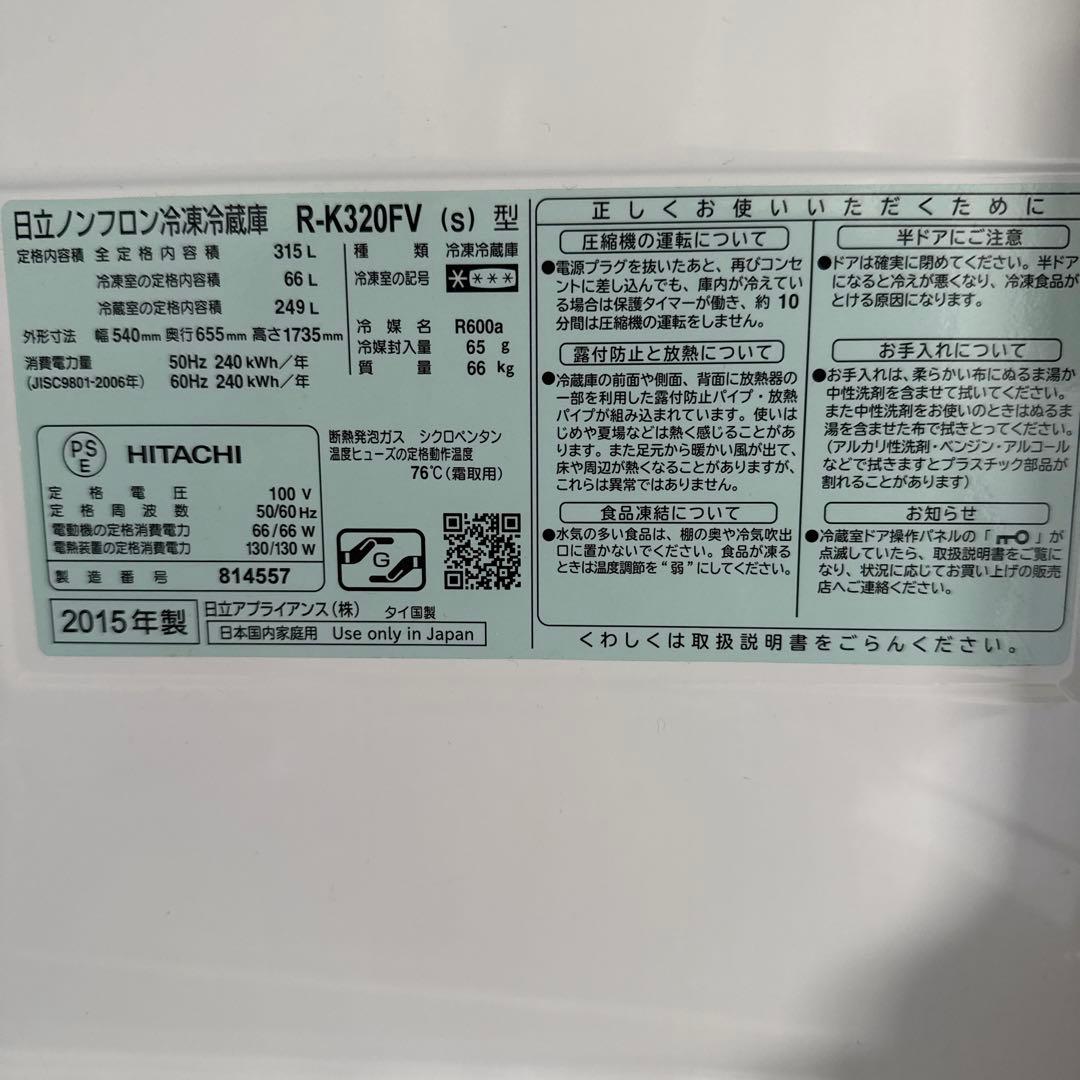 日立ノンフロン冷凍冷蔵庫 R-K320FV (S) 型
定格内容積 全定格内容積 315 L
冷凍室の定格内容積 66 L
冷蔵室の定格内容積 249 L
外形寸法 幅540mm 奥行655mm 高さ1735mm
消費電力量 50Hz 240 kWh/年
(JISC9801-2006年) 60Hz 240 kWh/年
種類 冷凍冷蔵庫
冷凍室の記号 ****
冷媒名 R600a
冷媒封入量 65 g
質量 66 kg
PS
E
HITACHI
定格電圧 100 V
定格周波数 50/60 Hz
電動機の定格消費電力 66/66 W
電熱装置の定格消費電力 130/130 W
製造番号 814557
断熱発泡ガス シクロペンタン
温度ヒューズの定格動作温度
76℃(霜取用)
G
2015年製
日立アプライアンス(株) タイ国製
日本国内家庭用 Use only in Japan
正しくお使いいただくために
圧縮機の運転について
●電源プラグを抜いたあと、再びコンセ
ントに差し込んでも、庫内が冷えてい
る場合は保護タイマーが働き、約10
分間は圧縮機の運転をしません。
露付防止と放熱について
●冷蔵庫の前面や側面、背面に放熱器の
一部を利用した露付防止パイプ・放熱
パイプが組み込まれています。使いは
じめや夏場などは熱く感じることがあ
ります。また足元から暖かい風が出て、
床や周辺が熱くなることがありますが、
これらは異常ではありません。
食品凍結について
●水気の多い食品は、棚の奥や冷気吹出
口に置かないでください。食品が凍る
ときは温度調節を“弱”にしてください。
半ドアにご注意
●ドアは確実に閉めてください。半ドア
になると冷えが悪くなり、冷凍食品が
とける原因になります。
お手入れについて
●お手入れは、柔らかい布にぬるま湯か
中性洗剤を含ませて拭いてください。
また中性洗剤をお使いのときはぬるま
湯を含ませた布で拭きとってください。
(アルカリ性洗剤・ベンジン・アルコール
などで拭きますとプラスチック部品が
割れることがあります)
お知らせ
●冷蔵室ドア操作パネルの「 」が
点滅していたら、取扱説明書をご覧に
なり、状況に応じてお買い上げの販売
店へご連絡ください。
くわしくは取扱説明書をごらんください。